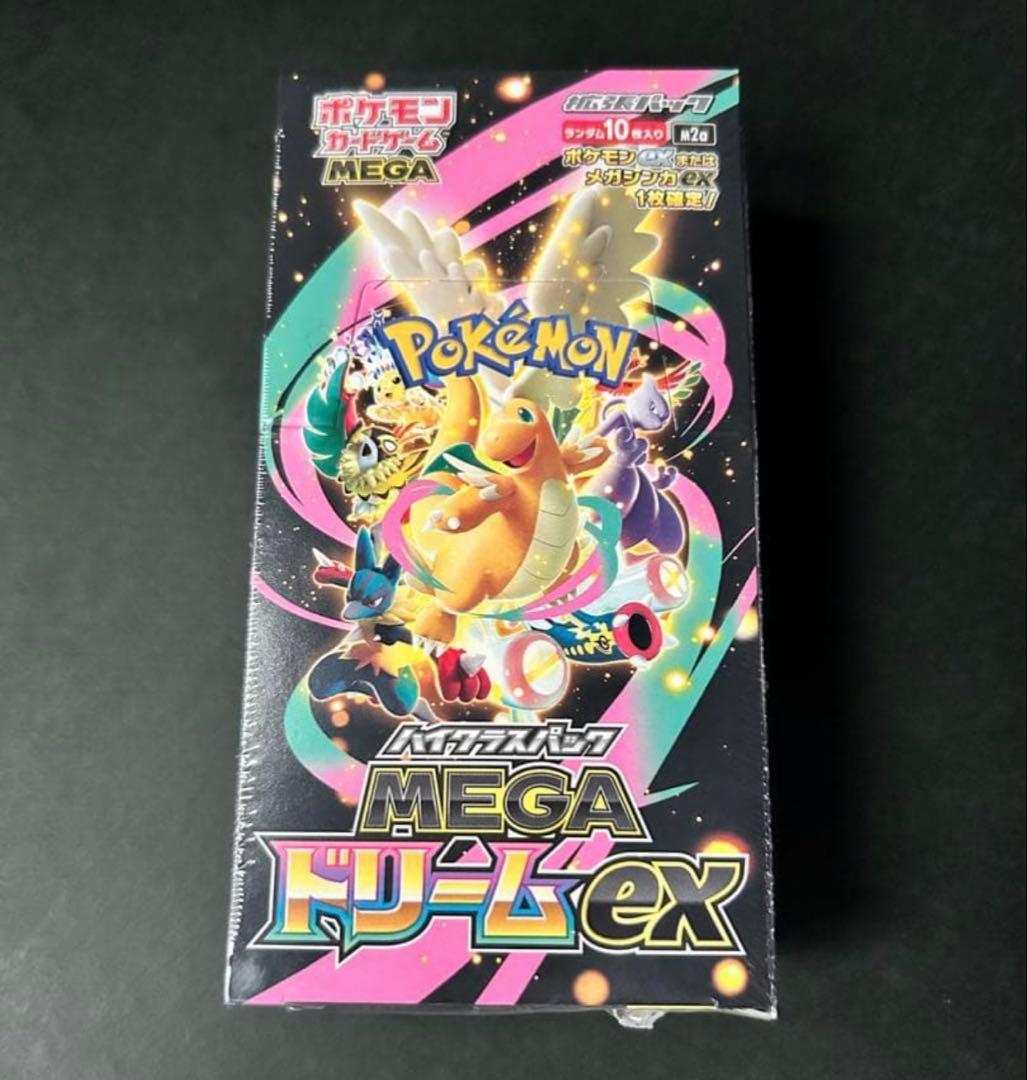 ポケモン
カードゲーム
MEGA
拡張パック
ランダム10枚入り M2a
ポケモンexまたは
メガシンカex
1枚確定！
POKéMON
ハイクラスパック
MEGA
ドリームex